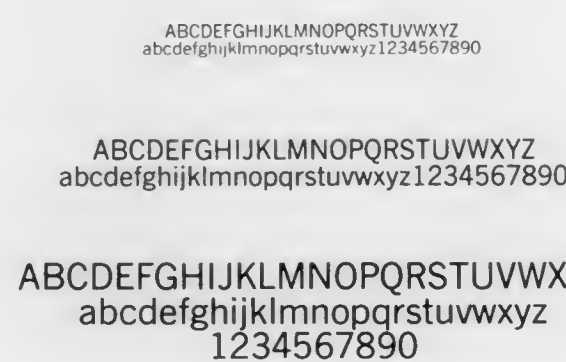 ABCDEFGHIJKLMNOPQRSTUVWXYZ
abcdefghijklmnopqrstuvwxyz1234567890
ABCDEFGHIJKLMNOPQRSTUVWXYZ
abcdefghijklmnopqrstuvwxyz1234567890
ABCDEFGHIJKLMNOPQRSTUVWX
abcdefghijklmnopqrstuvwxyz
1234567890